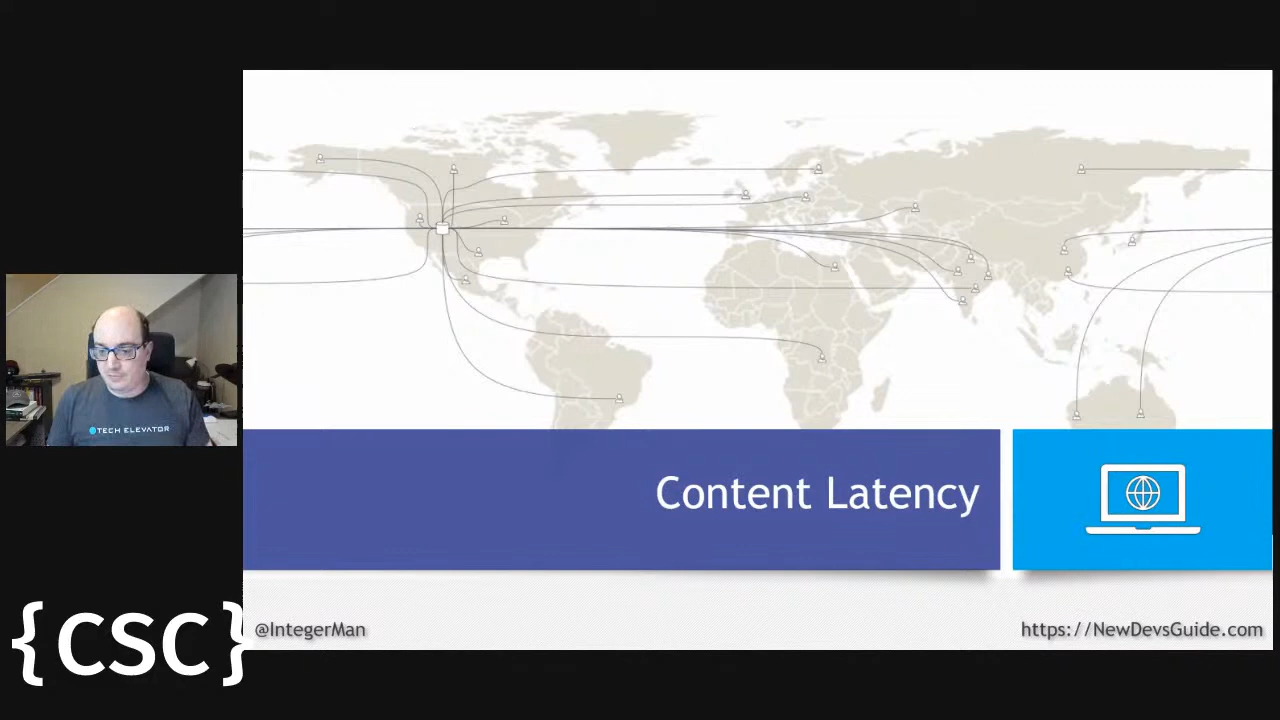 Content Latency
TECH ELEVATOR
{CSC}
@IntegerMan
https://NewDevsGuide.com